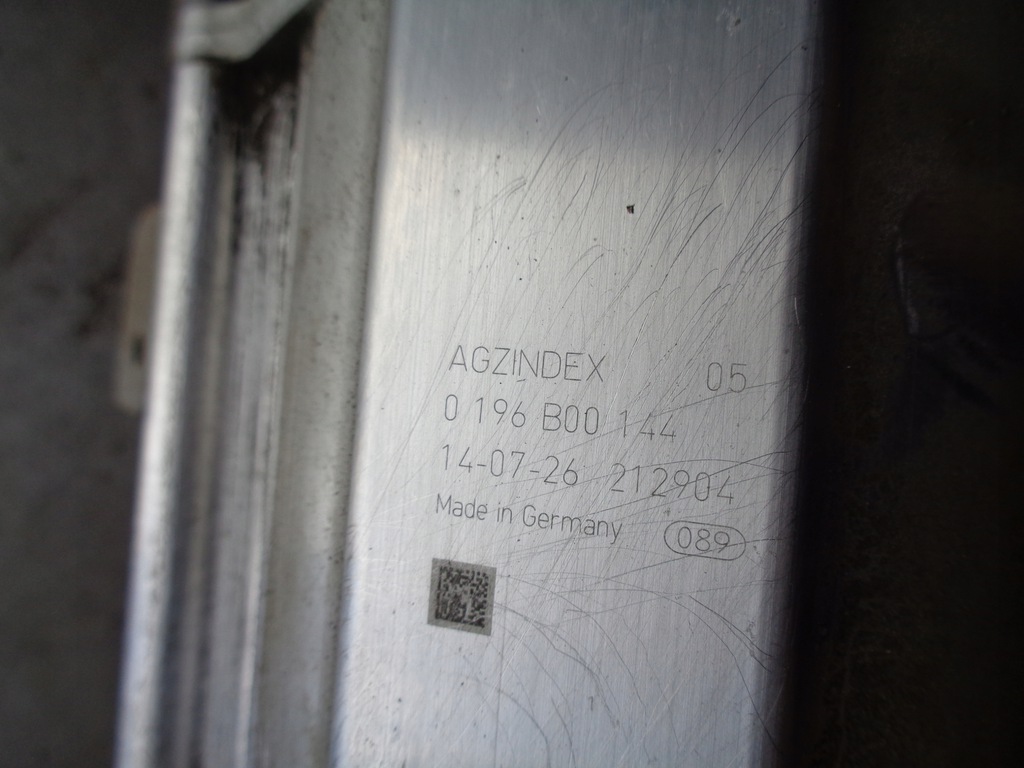 AGZINDEX 05
0 196 B00 144
14-07-26 212904
Made in Germany 089